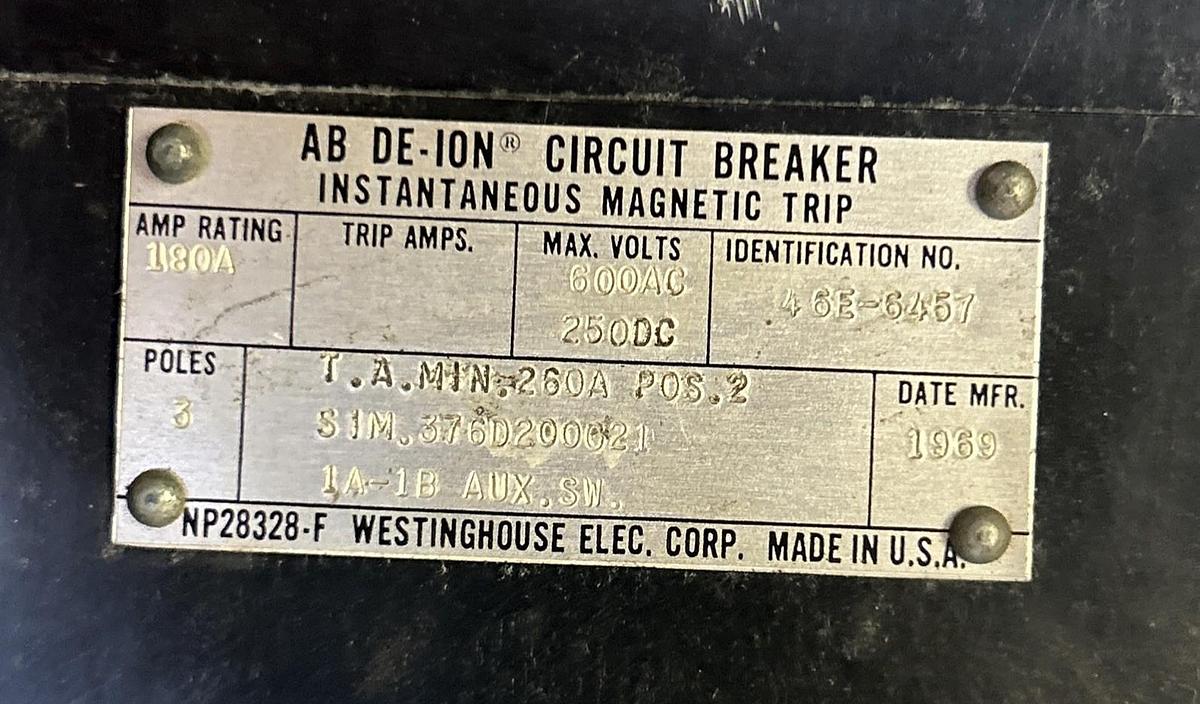 AB DE-ION® CIRCUIT BREAKER
INSTANTANEOUS MAGNETIC TRIP
AMP RATING
180A
TRIP AMPS.
MAX. VOLTS
600AC
250DC
IDENTIFICATION NO.
46E-6457
POLES
3
T.A.MIN.=260A POS.2
SIM.376D200G21
1A-1B AUX.SW.
DATE MFR.
1969
NP28328-F WESTINGHOUSE ELEC. CORP. MADE IN U.S.A.